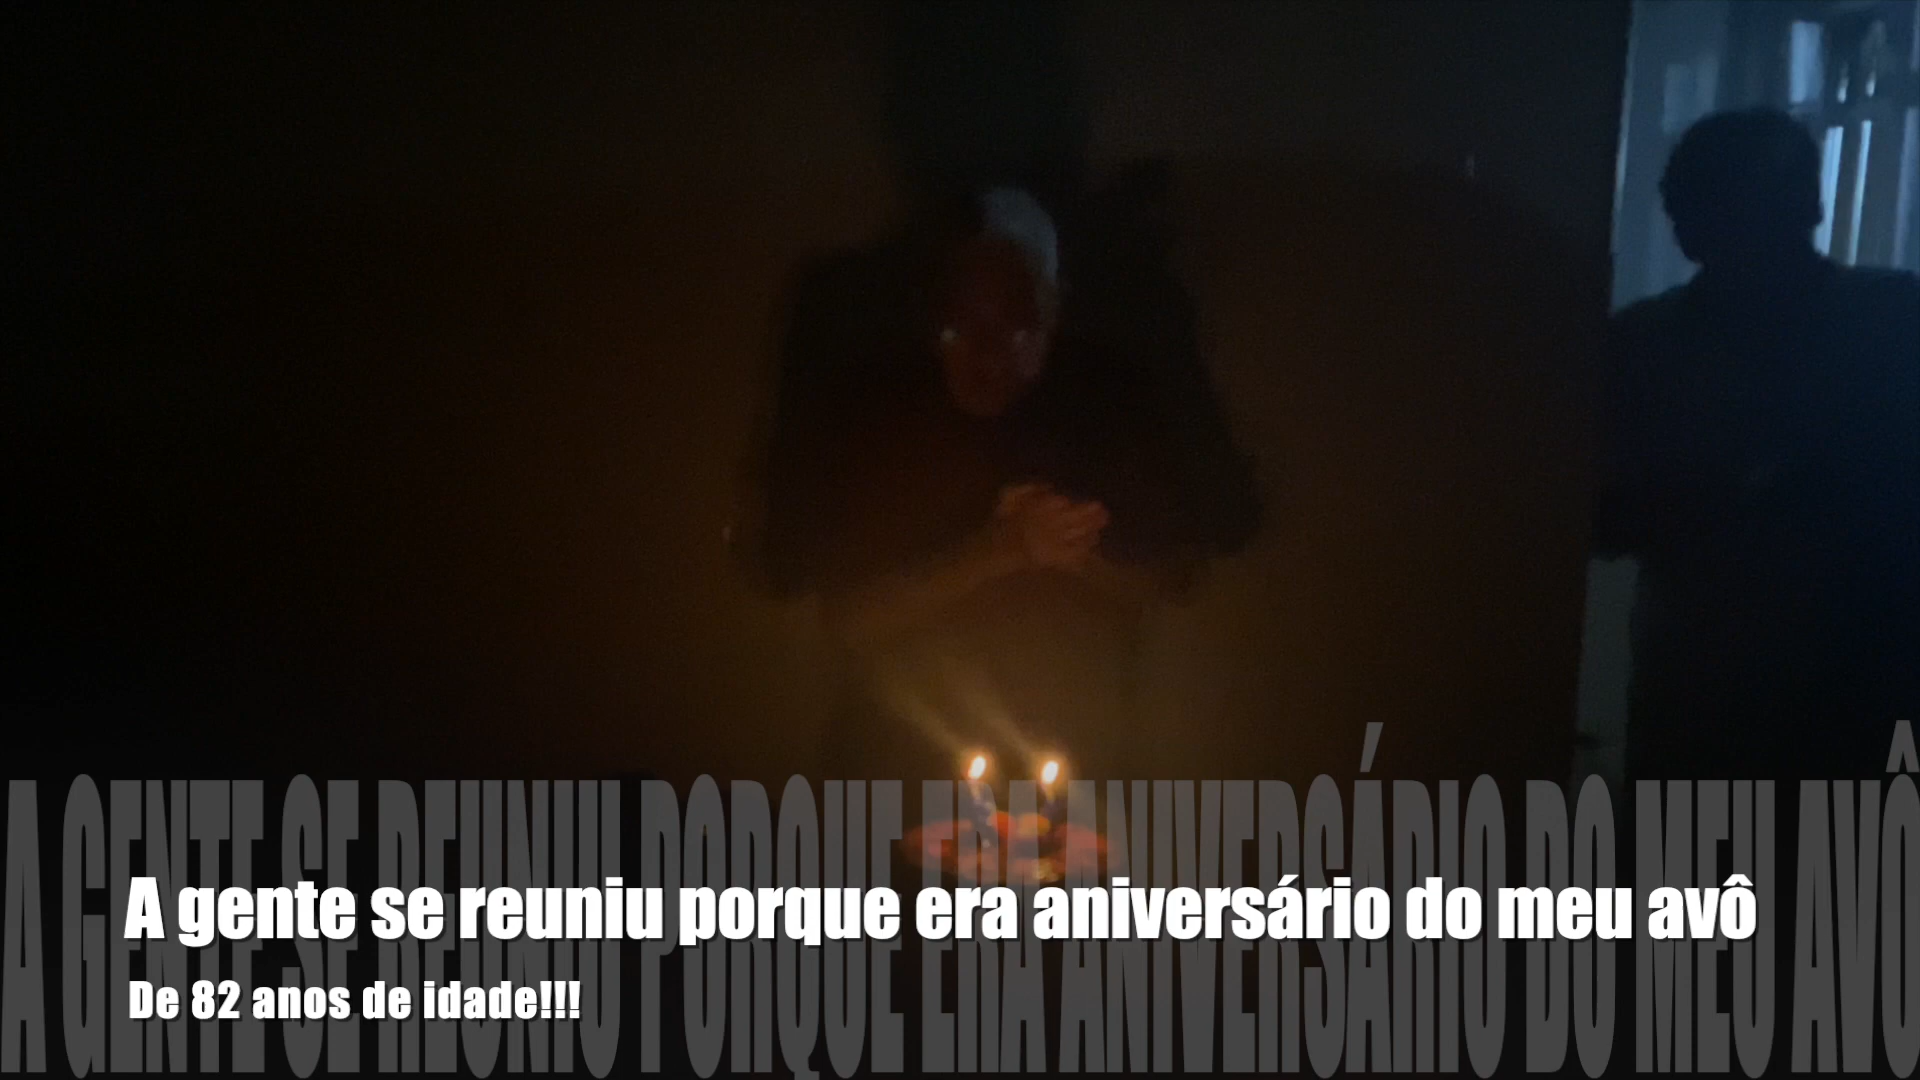 A GENTE SE REUNIU PORQUE ERA ANIVERSÁRIO DO MEU AVÔ
A gente se reuniu porque era aniversário do meu avô
De 82 anos de idade!!!